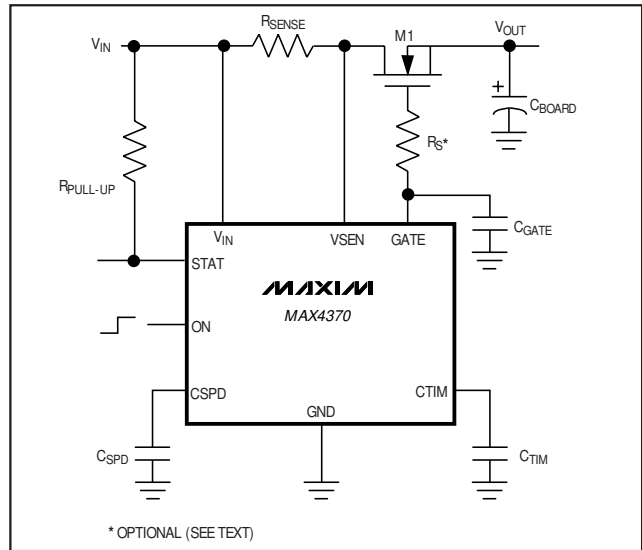 RSENSE
M1
VIN
VOUT
+
CBOARD
RS*
RPULL-UP
CGATE
VIN
VSEN
GATE
STAT
MAXIM
MAX4370
ON
CSPD
CTIM
GND
CSPD
CTIM
* OPTIONAL (SEE TEXT)